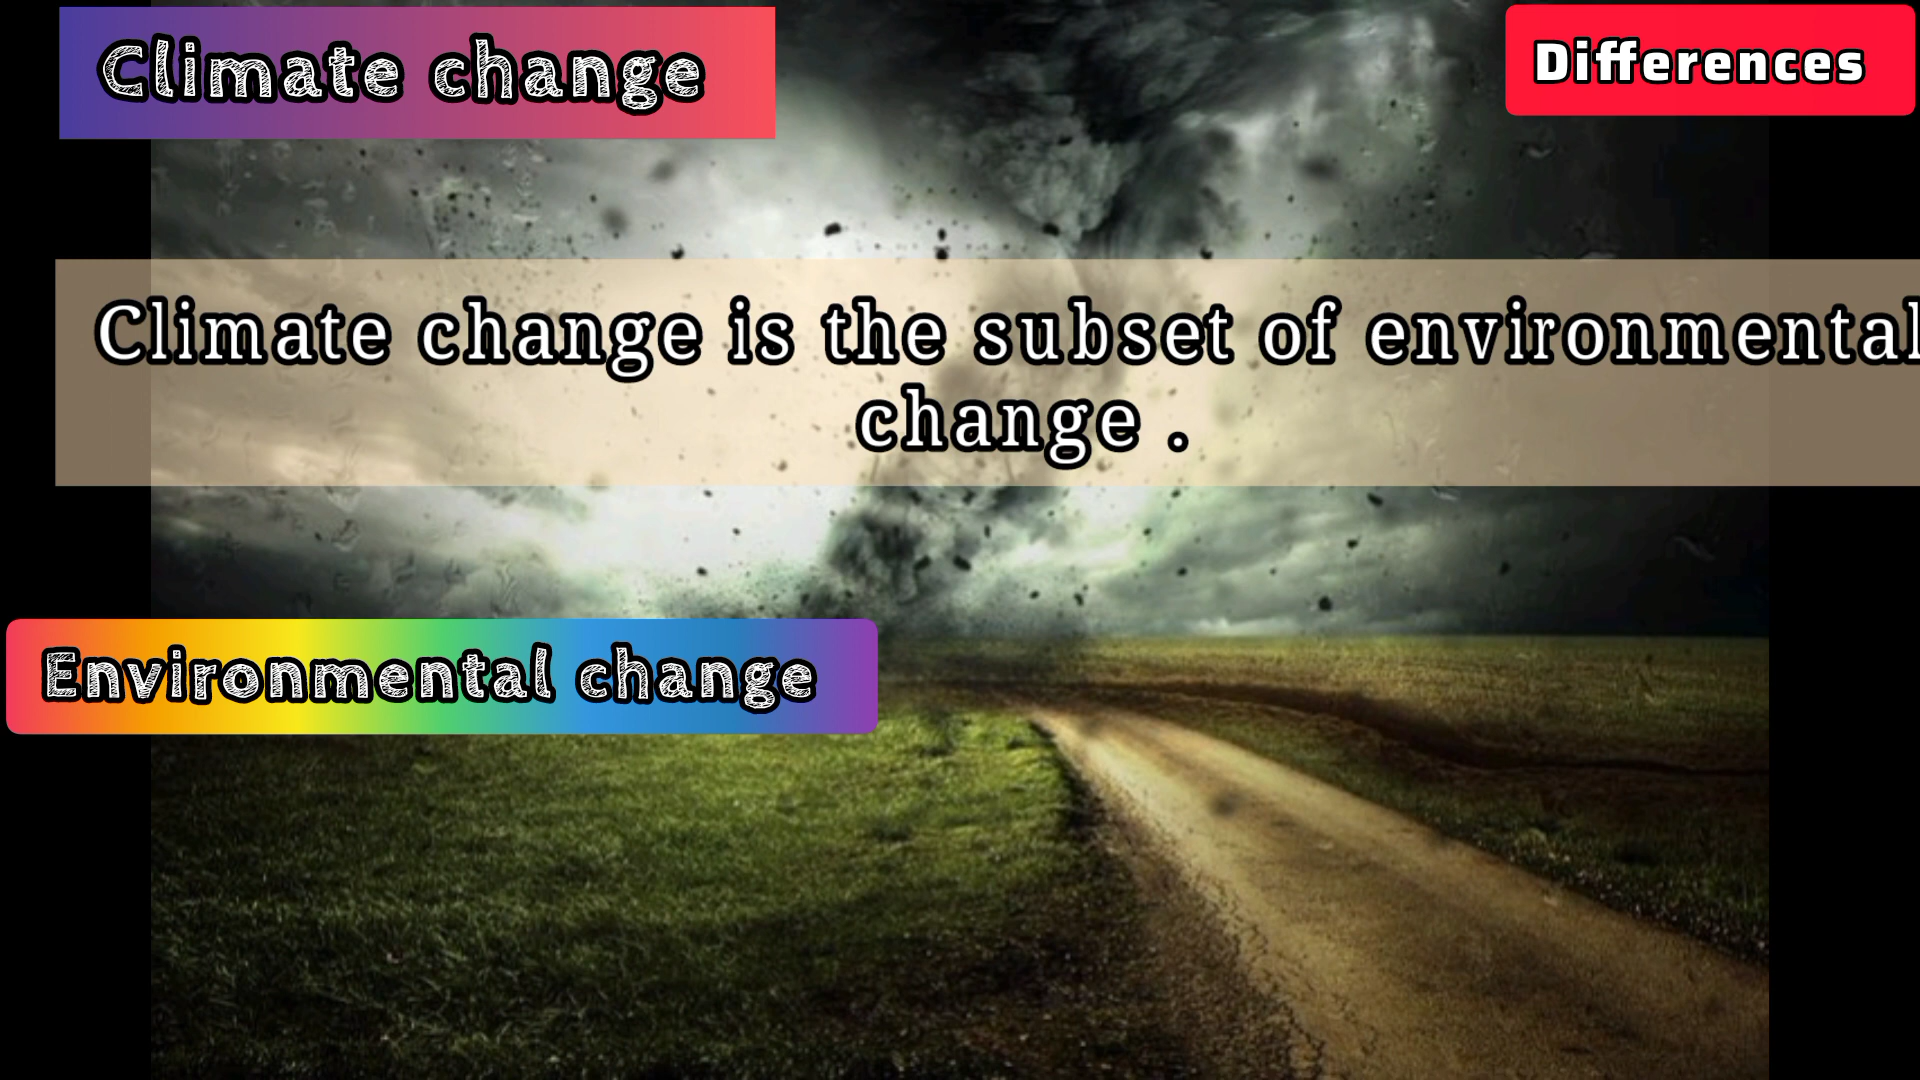 Climate change
Differences
Climate change is the subset of environmental
change .
Environmental change